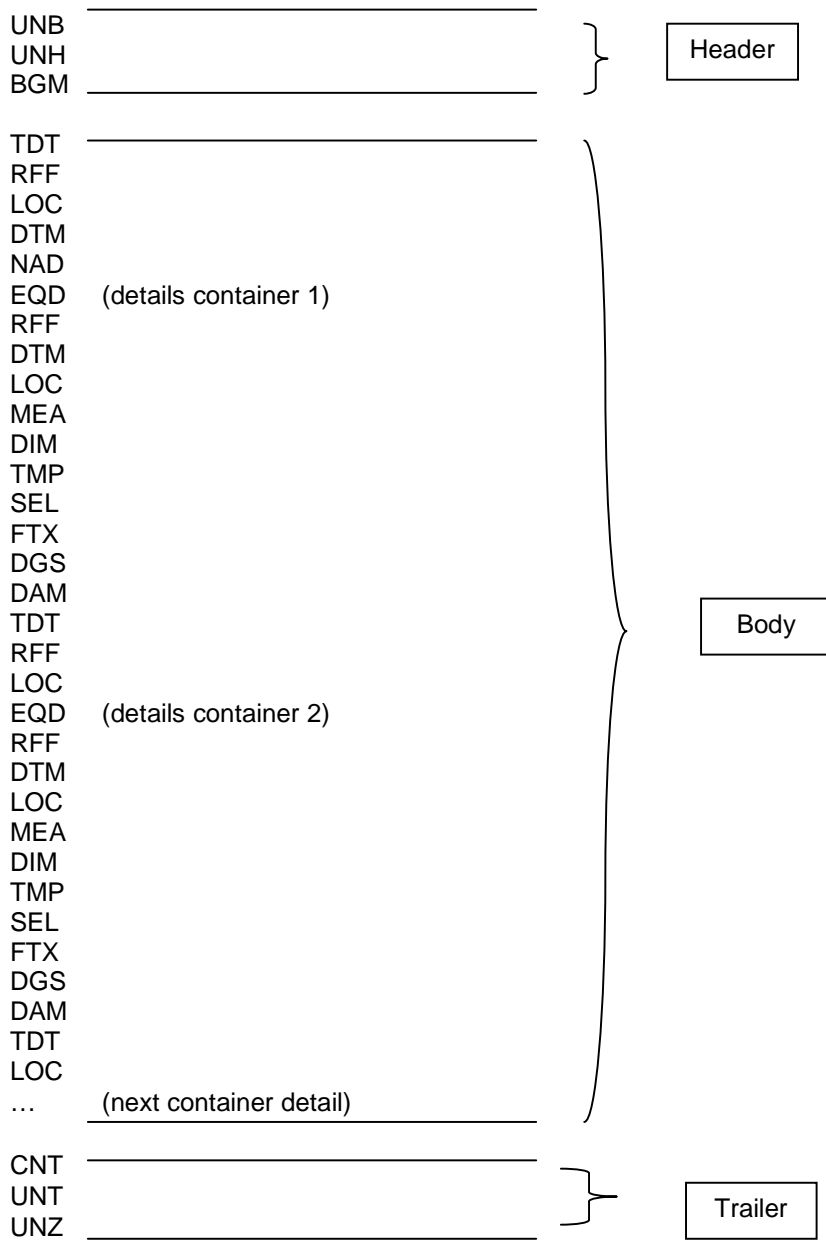 UNB
UNH
BGM
Header
TDT
RFF
LOC
DTM
NAD
EQD (details container 1)
RFF
DTM
LOC
MEA
DIM
TMP
SEL
FTX
DGS
DAM
TDT
RFF
LOC
EQD (details container 2)
RFF
DTM
LOC
MEA
DIM
TMP
SEL
FTX
DGS
DAM
TDT
LOC
… (next container detail)
Body
CNT
UNT
UNZ
Trailer